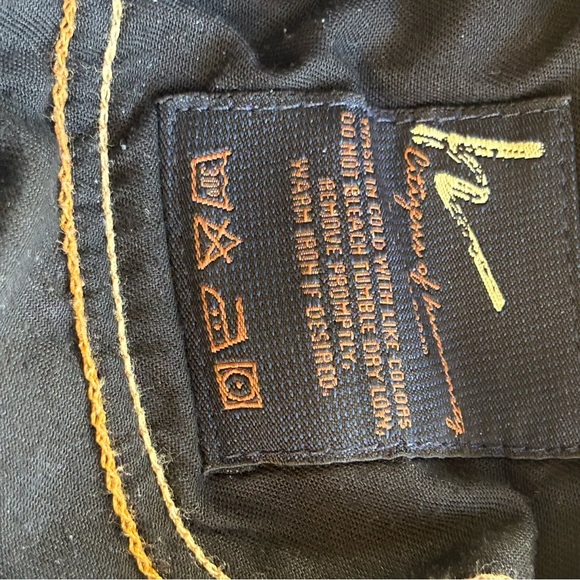 Citizens of humanity
WASH IN COLD WITH LIKE COLORS
DO NOT BLEACH TUMBLE DRY LOW.
REMOVE PROMPTLY.
WARM IRON IF DESIRED.
30